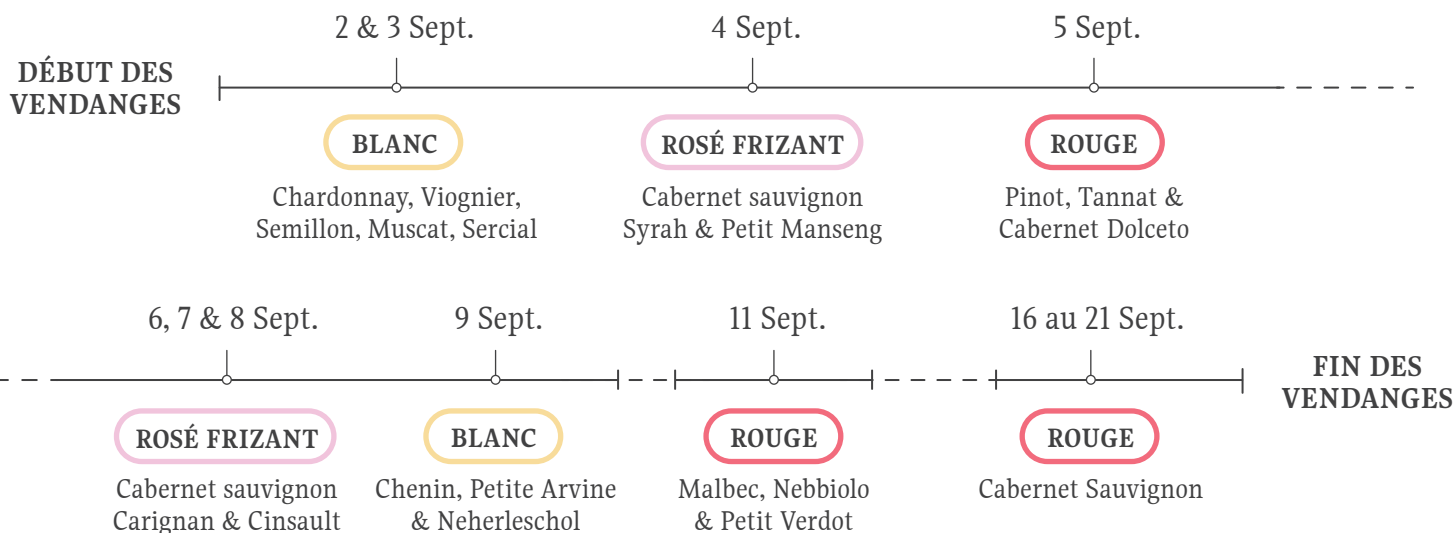 2 & 3 Sept.
4 Sept.
5 Sept.
DÉBUT DES
VENDANGES
BLANC
ROSÉ FRIZANT
ROUGE
Chardonnay, Viognier,
Semillon, Muscat, Sercial
Cabernet sauvignon
Syrah & Petit Manseng
Pinot, Tannat &
Cabernet Dolceto
6, 7 & 8 Sept.
9 Sept.
11 Sept.
16 au 21 Sept.
FIN DES
VENDANGES
ROSÉ FRIZANT
BLANC
ROUGE
ROUGE
Cabernet sauvignon
Carignan & Cinsault
Chenin, Petite Arvine
& Neherleschol
Malbec, Nebbiolo
& Petit Verdot
Cabernet Sauvignon